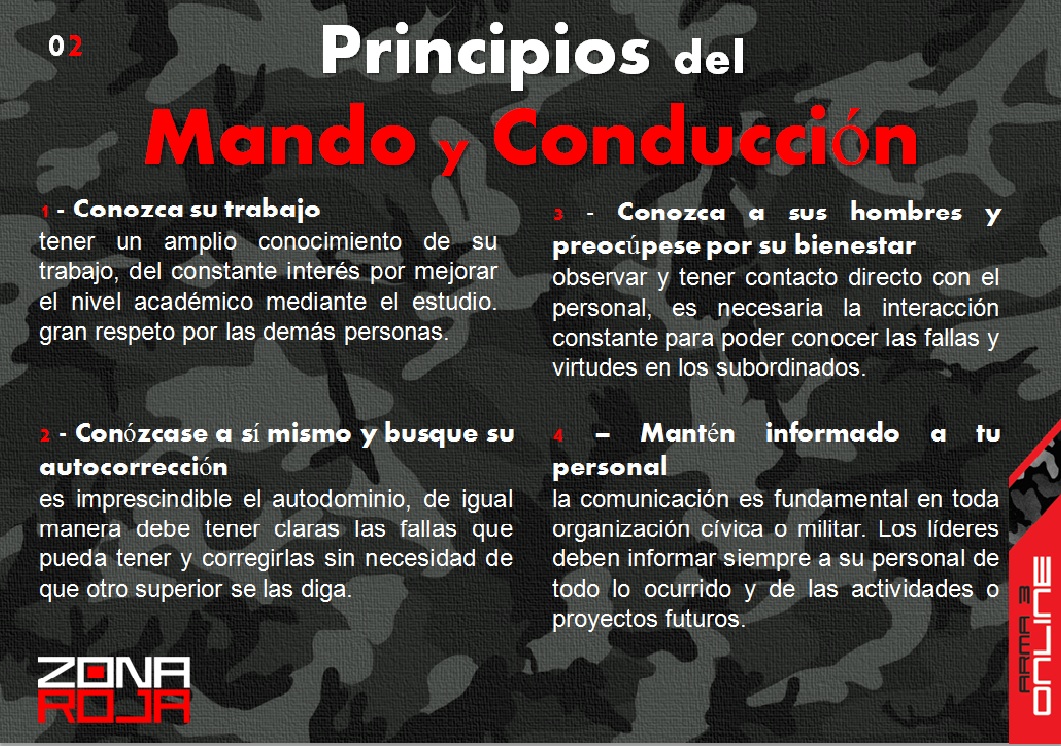 02
Principios del
Mando y Conducción
1 - Conozca su trabajo
tener un amplio conocimiento de su
trabajo, del constante interés por mejorar
el nivel académico mediante el estudio.
gran respeto por las demás personas.
2 - Conózcase a sí mismo y busque su
autocorrección
es imprescindible el autodominio, de igual
manera debe tener claras las fallas que
pueda tener y corregirlas sin necesidad de
que otro superior se las diga.
3 - Conozca a sus hombres y
preocúpese por su bienestar
observar y tener contacto directo con el
personal, es necesaria la interacción
constante para poder conocer las fallas y
virtudes en los subordinados.
4 – Mantén informado a tu
personal
la comunicación es fundamental en toda
organización cívica o militar. Los líderes
deben informar siempre a su personal de
todo lo ocurrido y de las actividades o
proyectos futuros.
ZONA
ROJA
ARMA 3
ONLINE